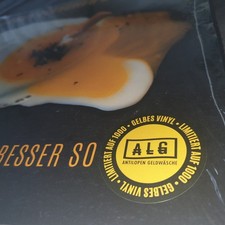 BESSER SO
LIMITIERT AUF 1000 • GELBES VINYL • LIMITIERT AUF 1000 • GELBES VINYL •
ALG
ANTILOPEN GELDWÄSCHE